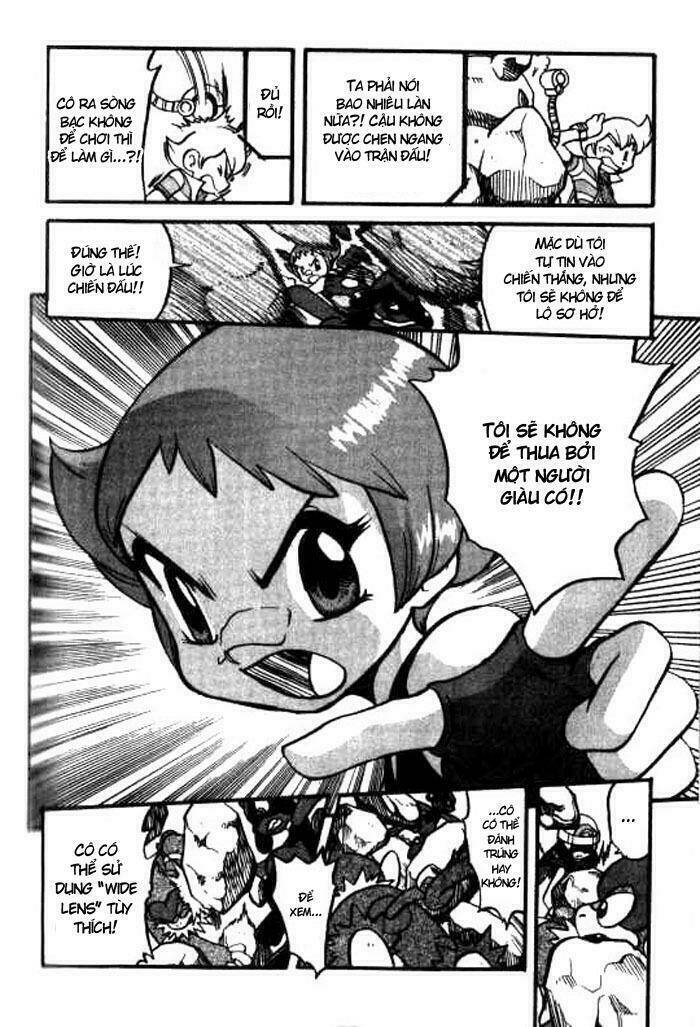 TA PHẢI NÓI
BAO NHIÊU LẦN
NỮA?! CẬU KHÔNG
ĐƯỢC CHEN NGANG
VÀO TRẬN ĐẤU!
ĐỦ
RỒI!
CÔ RA SÒNG
BẠC KHÔNG
ĐỂ CHƠI THÌ
ĐỂ LÀM GÌ...?!
MẶC DÙ TÔI
TỰ TIN VÀO
CHIẾN THẮNG, NHƯNG
TÔI SẼ KHÔNG ĐỂ
LỘ SƠ HỞ!
ĐÚNG THẾ!
GIỜ LÀ LÚC
CHIẾN ĐẤU!!
TÔI SẼ KHÔNG
ĐỂ THUA BỞI
MỘT NGƯỜI
GIÀU CÓ!!
...
...CÔ
CÓ THỂ
ĐÁNH
TRÚNG
HAY
KHÔNG!
ĐỂ
XEM...
CÔ CÓ
THỂ SỬ
DỤNG "WIDE
LENS" TÙY
THÍCH!